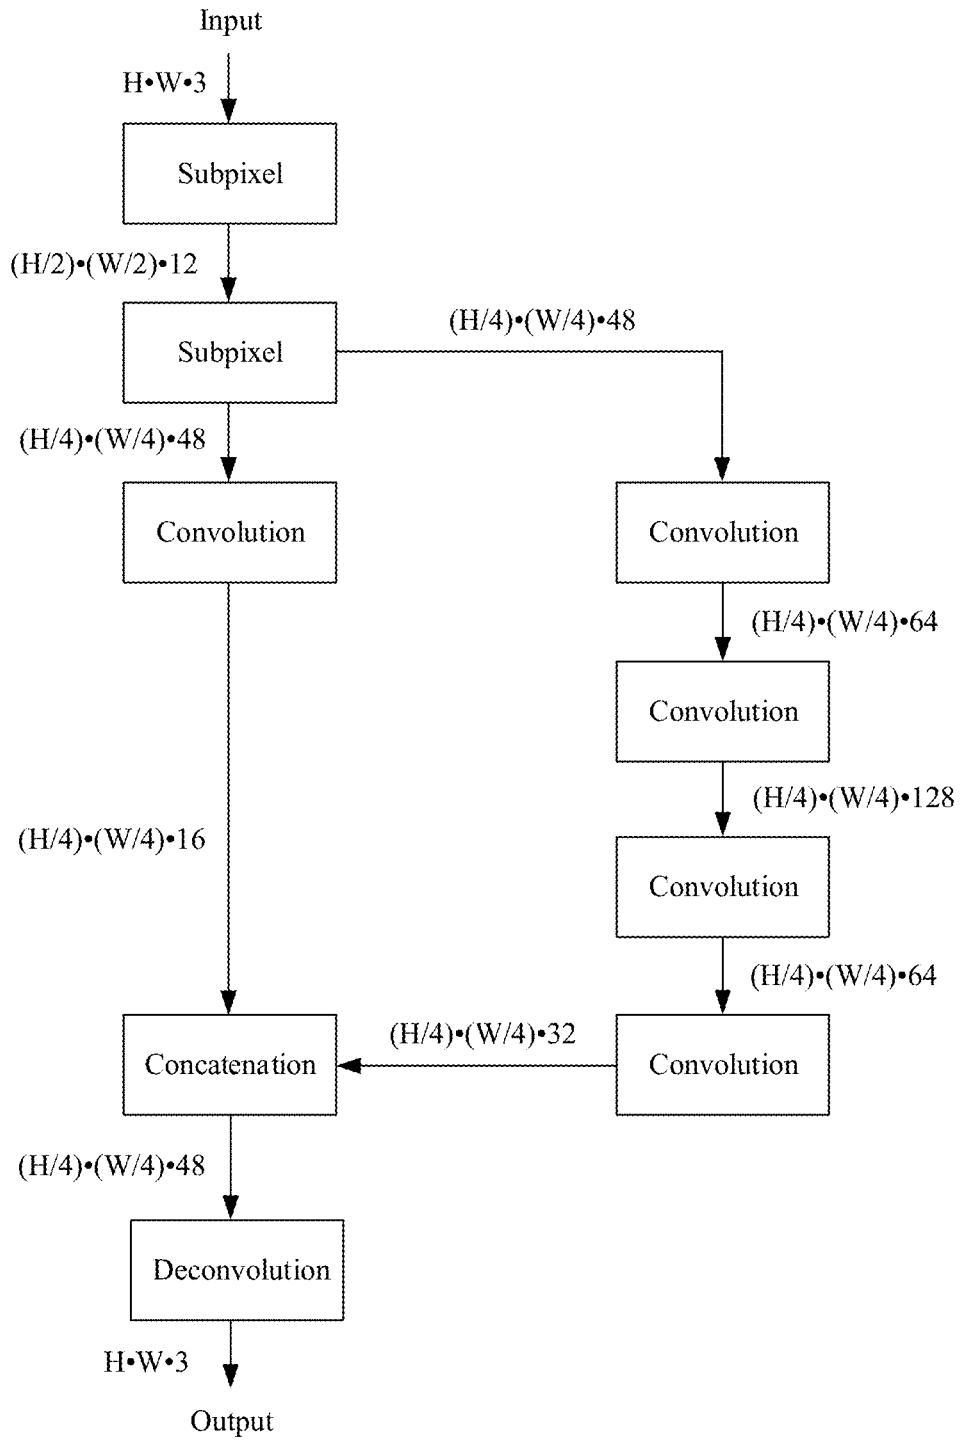 Input
H•W•3
Subpixel
(H/2)•(W/2)•12
Subpixel
(H/4)•(W/4)•48
(H/4)•(W/4)•48
Convolution
Convolution
(H/4)•(W/4)•64
Convolution
(H/4)•(W/4)•128
(H/4)•(W/4)•16
Convolution
(H/4)•(W/4)•64
Concatenation
(H/4)•(W/4)•32
Convolution
(H/4)•(W/4)•48
Deconvolution
H•W•3
Output